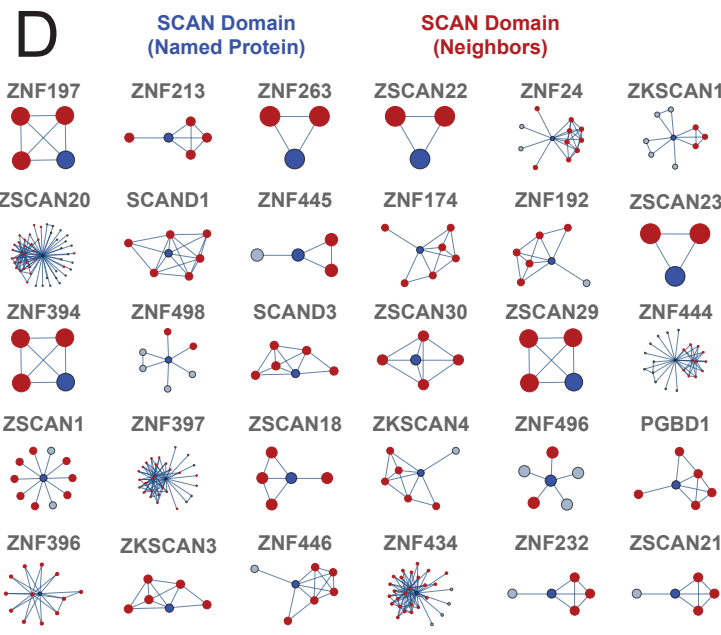 D
SCAN Domain
(Named Protein)
SCAN Domain
(Neighbors)
ZNF197 ZNF213 ZNF263 ZSCAN22 ZNF24 ZKSCAN1
ZSCAN20 SCAND1 ZNF445 ZNF174 ZNF192 ZSCAN23
ZNF394 ZNF498 SCAND3 ZSCAN30 ZSCAN29 ZNF444
ZSCAN1 ZNF397 ZSCAN18 ZKSCAN4 ZNF496 PGBD1
ZNF396 ZKSCAN3 ZNF446 ZNF434 ZNF232 ZSCAN21